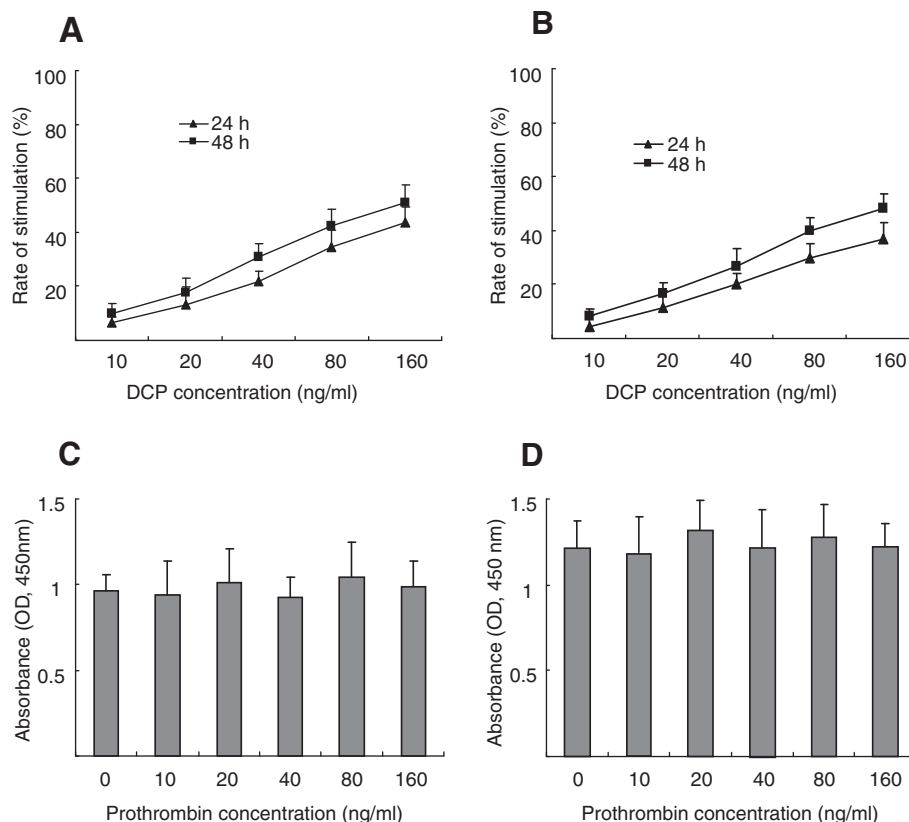 A
100
80
60
40
20
Rate of stimulation (%)
24 h
48 h
10 20 40 80 160
DCP concentration (ng/ml)
B
100
80
60
40
20
Rate of stimulation (%)
24 h
48 h
10 20 40 80 160
DCP concentration (ng/ml)
C
1.5
1
0.5
Absorbance (OD, 450nm)
0 10 20 40 80 160
Prothrombin concentration (ng/ml)
D
1.5
1
0.5
Absorbance (OD, 450 nm)
0 10 20 40 80 160
Prothrombin concentration (ng/ml)